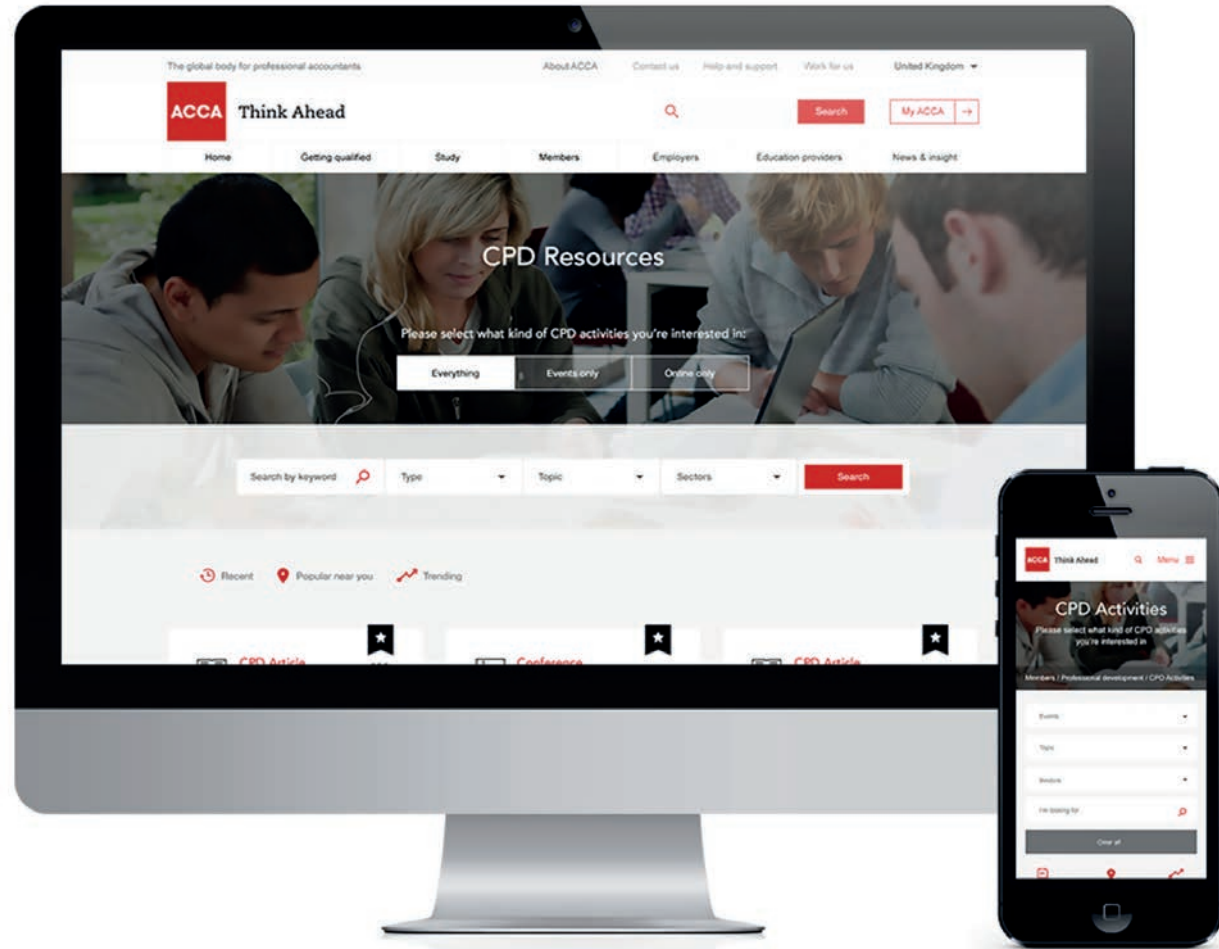 The global body for professional accountants About ACCA Contact us Help and support Work for us United Kingdom
ACCA Think Ahead Search My ACCA
Home Getting qualified Study Members Employers Education providers News & insight
CPD Resources
Please select what kind of CPD activities you're interested in:
Everything Events only Online only
Search by keyword Type Topic Sectors Search
Recent Popular near you Trending
CPD Article Conference CPD Article
ACCA Think Ahead Menu
CPD Activities
Please select what kind of CPD activities
you're interested in
Members / Professional development / CPD Activities
Events
Topic
Sectors
I'm looking for
Clear all